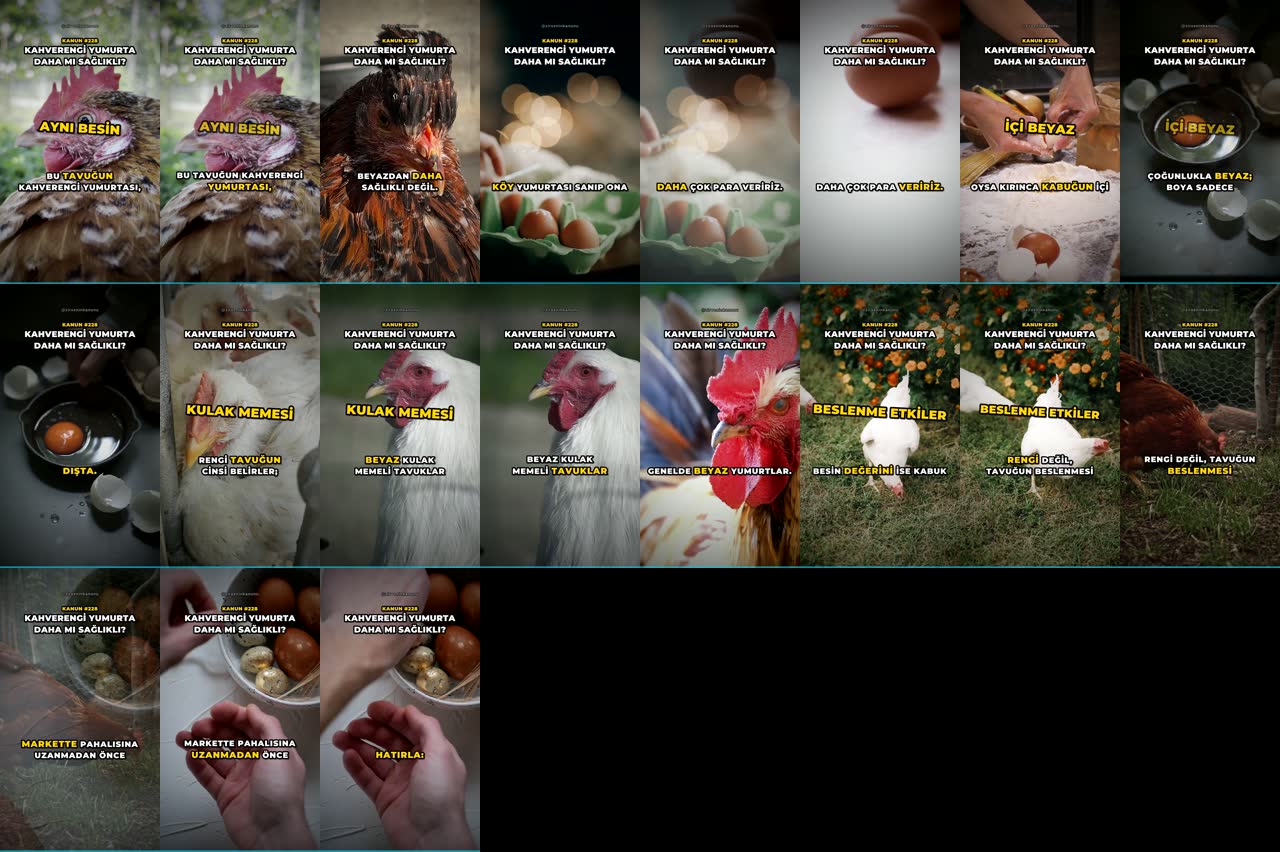 KANUN #228
KAHVERENGİ YUMURTA
DAHA MI SAĞLIKLI?
AYNI BESİN
BU TAVUĞUN
KAHVERENGİ YUMURTASI,
KANUN #228
KAHVERENGİ YUMURTA
DAHA MI SAĞLIKLI?
AYNI BESİN
BU TAVUĞUN KAHVERENGİ
YUMURTASI,
KANUN #228
KAHVERENGİ YUMURTA
DAHA MI SAĞLIKLI?
BEYAZDAN DAHA
SAĞLIKLI DEĞİL.
KANUN #228
KAHVERENGİ YUMURTA
DAHA MI SAĞLIKLI?
KÖY YUMURTASI SANIP ONA
KANUN #228
KAHVERENGİ YUMURTA
DAHA MI SAĞLIKLI?
DAHA ÇOK PARA VERİRİZ.
KANUN #228
KAHVERENGİ YUMURTA
DAHA MI SAĞLIKLI?
DAHA ÇOK PARA VERİRİZ.
KANUN #228
KAHVERENGİ YUMURTA
DAHA MI SAĞLIKLI?
İÇİ BEYAZ
OYSA KIRINCA KABUĞUN İÇİ
KANUN #228
KAHVERENGİ YUMURTA
DAHA MI SAĞLIKLI?
İÇİ BEYAZ
ÇOĞUNLUKLA BEYAZ;
BOYA SADECE
KANUN #228
KAHVERENGİ YUMURTA
DAHA MI SAĞLIKLI?
DIŞTA.
KANUN #228
KAHVERENGİ YUMURTA
DAHA MI SAĞLIKLI?
KULAK MEMESİ
RENGİ TAVUĞUN
CİNSİ BELİRLER;
KANUN #228
KAHVERENGİ YUMURTA
DAHA MI SAĞLIKLI?
KULAK MEMESİ
BEYAZ KULAK
MEMELİ TAVUKLAR
KANUN #228
KAHVERENGİ YUMURTA
DAHA MI SAĞLIKLI?
BEYAZ KULAK
MEMELİ TAVUKLAR
KANUN #228
KAHVERENGİ YUMURTA
DAHA MI SAĞLIKLI?
GENELDE BEYAZ YUMURTLAR.
KANUN #228
KAHVERENGİ YUMURTA
DAHA MI SAĞLIKLI?
BESLENME ETKİLER
BESİN DEĞERİNİ İSE KABUK
KANUN #228
KAHVERENGİ YUMURTA
DAHA MI SAĞLIKLI?
BESLENME ETKİLER
RENGİ DEĞİL,
TAVUĞUN BESLENMESİ
KANUN #228
KAHVERENGİ YUMURTA
DAHA MI SAĞLIKLI?
RENGİ DEĞİL, TAVUĞUN
BESLENMESİ
KANUN #228
KAHVERENGİ YUMURTA
DAHA MI SAĞLIKLI?
MARKETTE PAHALISINA
UZANMADAN ÖNCE
KANUN #228
KAHVERENGİ YUMURTA
DAHA MI SAĞLIKLI?
MARKETTE PAHALISINA
UZANMADAN ÖNCE
KANUN #228
KAHVERENGİ YUMURTA
DAHA MI SAĞLIKLI?
HATIRLA: